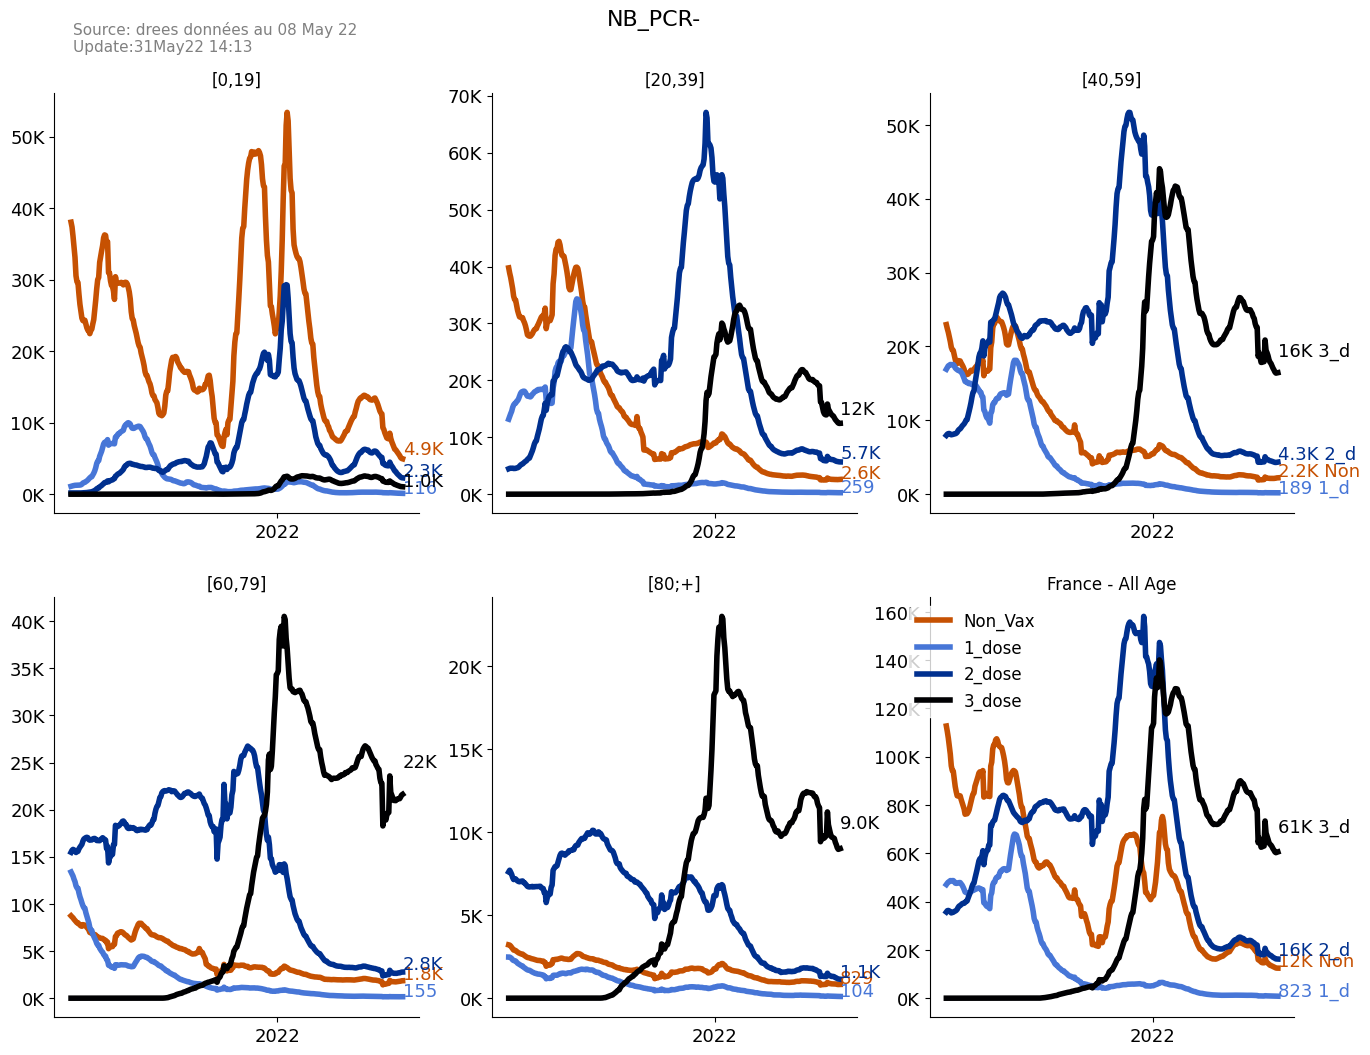 NB_PCR-
Source: drees données au 08 May 22
Update:31May22 14:13
[0,19]
50K
40K
30K
20K
10K
0K
4.9K
2.3K
1.0K
116
2022
[20,39]
70K
60K
50K
40K
30K
20K
10K
0K
12K
5.7K
2.6K
259
2022
[40,59]
50K
40K
30K
20K
10K
0K
16K 3_d
4.3K 2_d
2.2K Non
189 1_d
2022
[60,79]
40K
35K
30K
25K
20K
15K
10K
5K
0K
22K
2.8K
1.8K
155
2022
[80;+]
20K
15K
10K
5K
0K
9.0K
1.1K
829
104
2022
France - All Age
Non_Vax
1_dose
2_dose
3_dose
160K
140K
120K
100K
80K
60K
40K
20K
0K
61K 3_d
16K 2_d
12K Non
823 1_d
2022